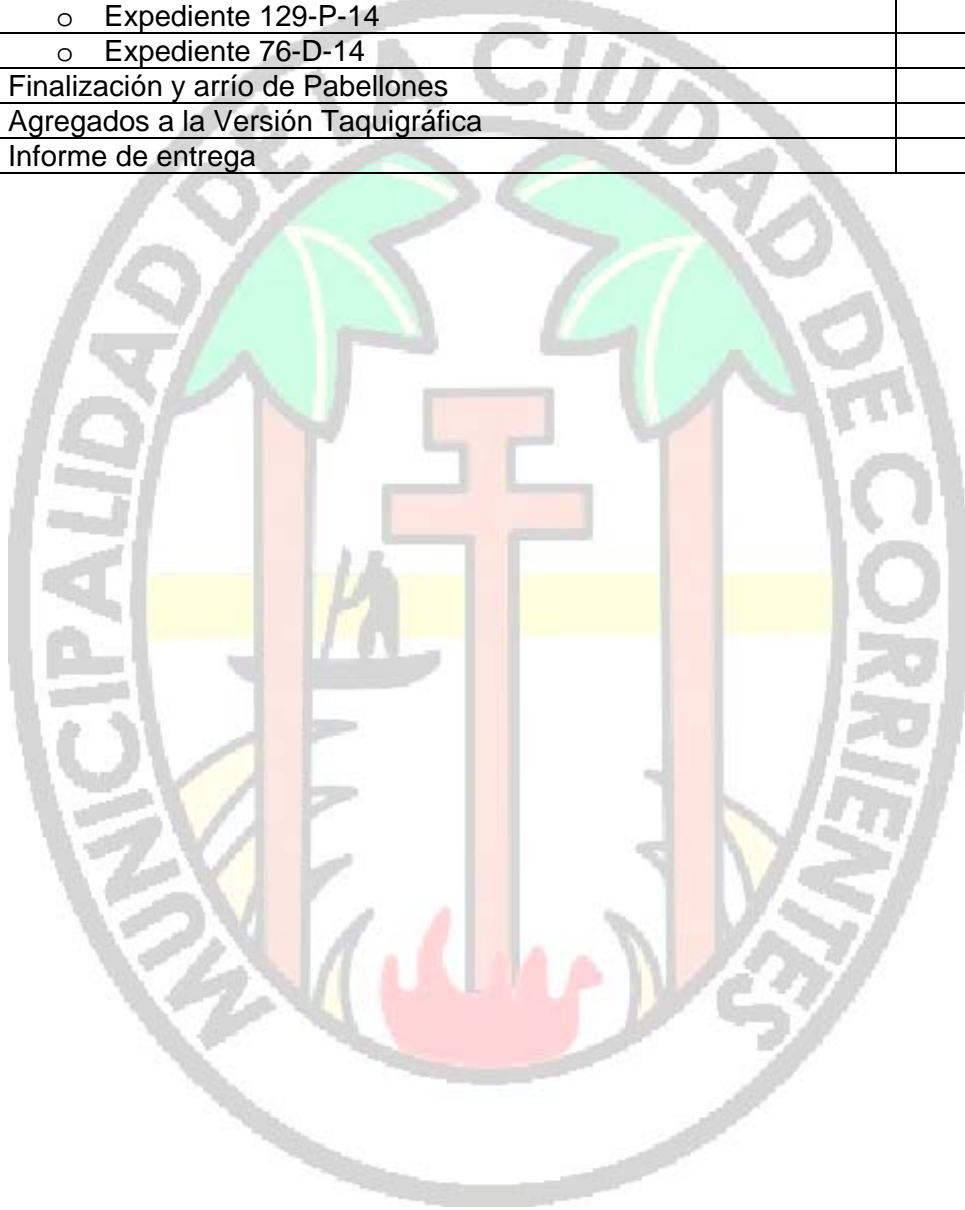 o Expediente 129-P-14
o Expediente 76-D-14
Finalización y arrío de Pabellones
Agregados a la Versión Taquigráfica
Informe de entrega
MUNICIPALIDAD DE LA CIUDAD DE CORRIENTES